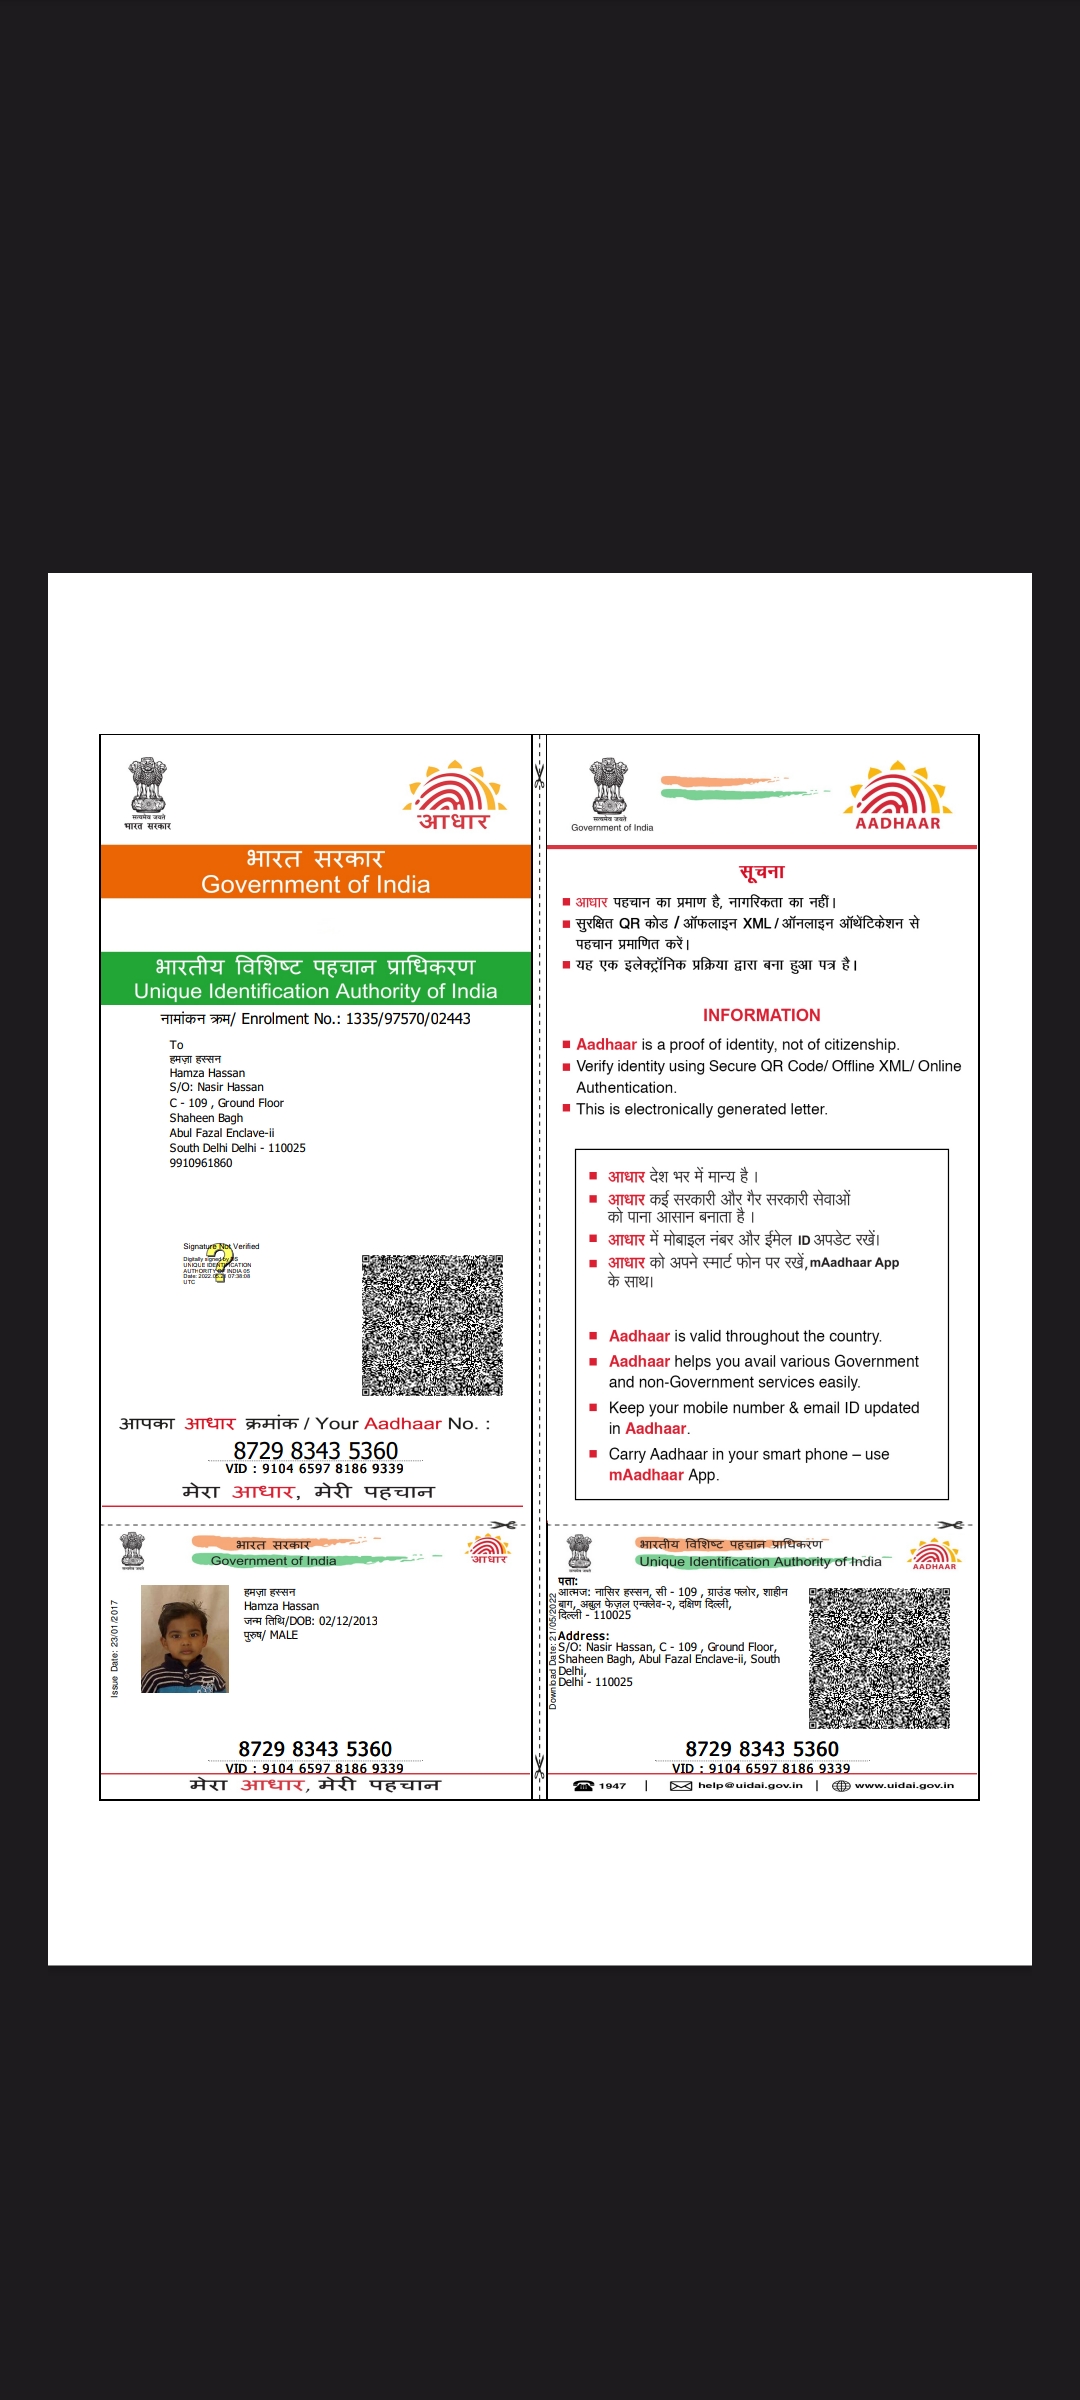 सत्यमेव जयते
भारत सरकार
आधार
भारत सरकार
Government of India
भारतीय विशिष्ट पहचान प्राधिकरण
Unique Identification Authority of India
नामांकन क्रम/ Enrolment No.: 1335/97570/02443
To
हमज़ा हस्सन
Hamza Hassan
S/O: Nasir Hassan
C - 109 , Ground Floor
Shaheen Bagh
Abul Fazal Enclave-ii
South Delhi Delhi - 110025
9910961860
Signature Not Verified
Digitally signed by DS
UNIQUE IDENTIFICATION
AUTHORITY OF INDIA 05
Date: 2022.05.21 07:38:08
UTC
आपका आधार क्रमांक / Your Aadhaar No. :
8729 8343 5360
VID : 9104 6597 8186 9339
मेरा आधार, मेरी पहचान
सत्यमेव जयते
Government of India
AADHAAR
सूचना
आधार पहचान का प्रमाण है, नागरिकता का नहीं।
सुरक्षित QR कोड / ऑफलाइन XML / ऑनलाइन ऑथेंटिकेशन से
पहचान प्रमाणित करें।
यह एक इलेक्ट्रॉनिक प्रक्रिया द्वारा बना हुआ पत्र है।
INFORMATION
Aadhaar is a proof of identity, not of citizenship.
Verify identity using Secure QR Code/ Offline XML/ Online
Authentication.
This is electronically generated letter.
आधार देश भर में मान्य है ।
आधार कई सरकारी और गैर सरकारी सेवाओं
को पाना आसान बनाता है ।
आधार में मोबाइल नंबर और ईमेल ID अपडेट रखें।
आधार को अपने स्मार्ट फोन पर रखें, mAadhaar App
के साथ।
Aadhaar is valid throughout the country.
Aadhaar helps you avail various Government
and non-Government services easily.
Keep your mobile number & email ID updated
in Aadhaar.
Carry Aadhaar in your smart phone – use
mAadhaar App.
भारत सरकार
Government of India
आधार
Issue Date: 23/01/2017
हमज़ा हस्सन
Hamza Hassan
जन्म तिथि/DOB: 02/12/2013
पुरुष/ MALE
8729 8343 5360
VID : 9104 6597 8186 9339
मेरा आधार, मेरी पहचान
भारतीय विशिष्ट पहचान प्राधिकरण
Unique Identification Authority of India
AADHAAR
Download Date: 21/05/2022
पता:
आत्मज: नासिर हस्सन, सी - 109 , ग्राउंड फ्लोर, शाहीन
बाग, अबुल फेज़ल एन्क्लेव-२, दक्षिण दिल्ली,
दिल्ली - 110025
Address:
S/O: Nasir Hassan, C - 109 , Ground Floor,
Shaheen Bagh, Abul Fazal Enclave-ii, South
Delhi,
Delhi - 110025
8729 8343 5360
VID : 9104 6597 8186 9339
1947 | help@uidai.gov.in | www.uidai.gov.in